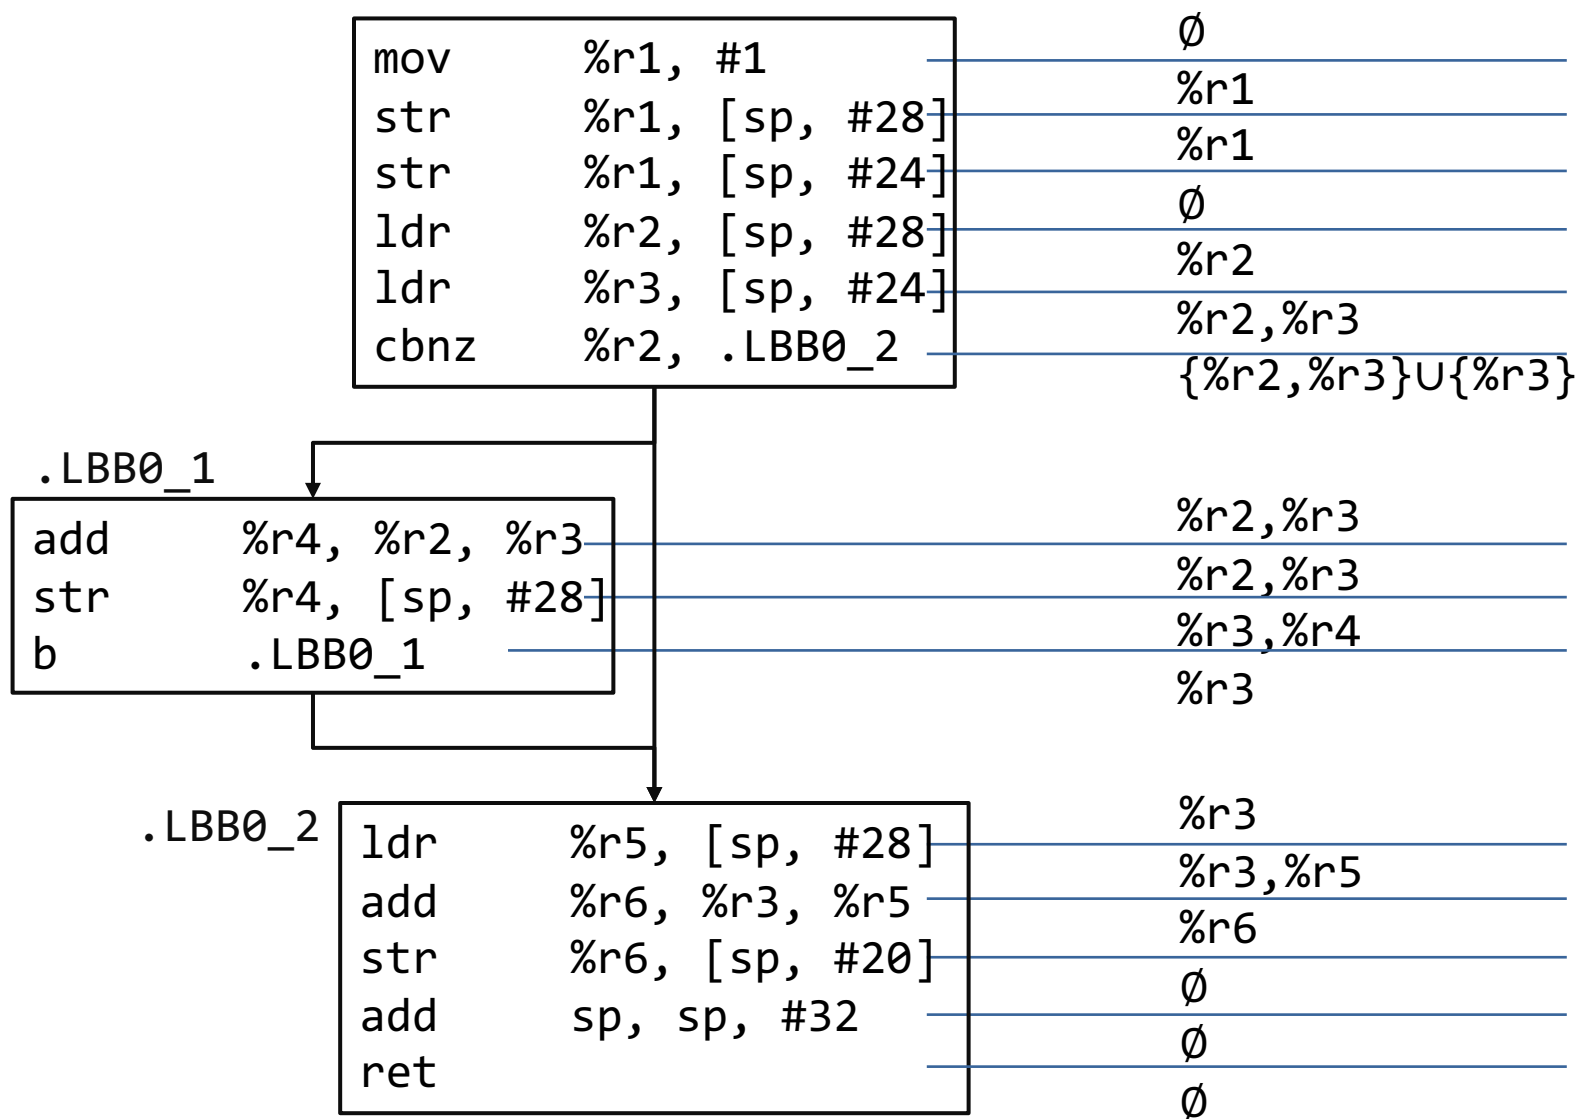 mov %r1, #1
str %r1, [sp, #28]
str %r1, [sp, #24]
ldr %r2, [sp, #28]
ldr %r3, [sp, #24]
cbnz %r2, .LBB0_2
Ø
%r1
%r1
Ø
%r2
%r2,%r3
{%r2,%r3}∪{%r3}
.LBB0_1
add %r4, %r2, %r3
str %r4, [sp, #28]
b .LBB0_1
%r2,%r3
%r2,%r3
%r3,%r4
%r3
.LBB0_2
ldr %r5, [sp, #28]
add %r6, %r3, %r5
str %r6, [sp, #20]
add sp, sp, #32
ret
%r3
%r3,%r5
%r6
Ø
Ø
Ø